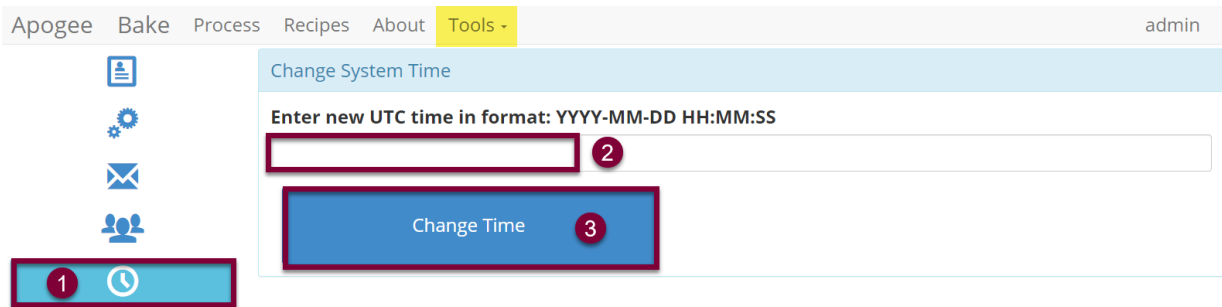 Apogee Bake Process Recipes About Tools admin
Change System Time
Enter new UTC time in format: YYYY-MM-DD HH:MM:SS
2
Change Time 3
1